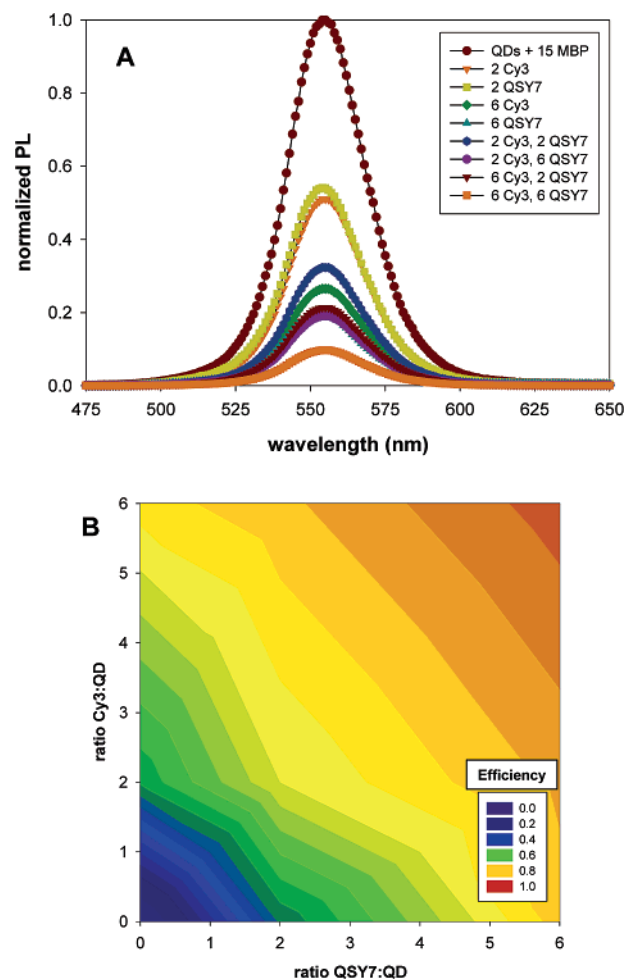 A
normalized PL
1.0
0.8
0.6
0.4
0.2
0.0
QDs + 15 MBP
2 Cy3
2 QSY7
6 Cy3
6 QSY7
2 Cy3, 2 QSY7
2 Cy3, 6 QSY7
6 Cy3, 2 QSY7
6 Cy3, 6 QSY7
475 500 525 550 575 600 625 650
wavelength (nm)
B
ratio Cy3:QD
6
5
4
3
2
1
0
Efficiency
0.0
0.2
0.4
0.6
0.8
1.0
0 1 2 3 4 5 6
ratio QSY7:QD